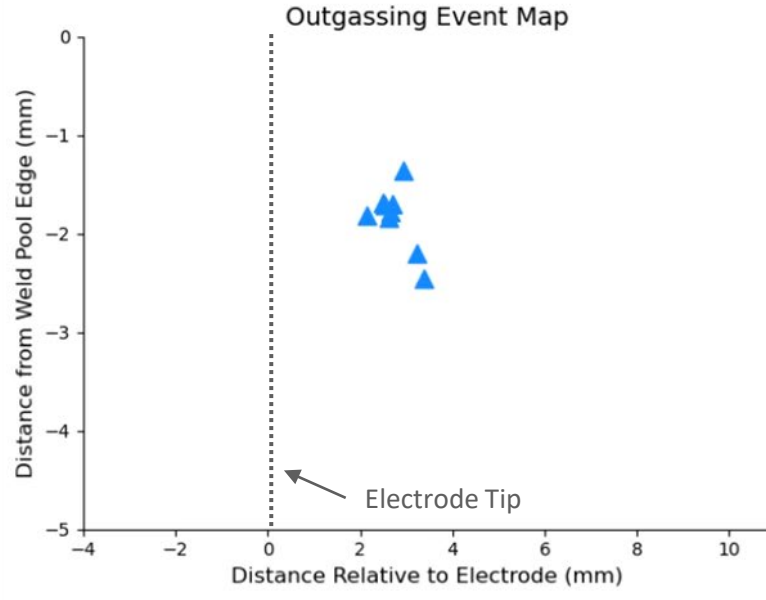 Outgassing Event Map
Distance from Weld Pool Edge (mm)
0
−1
−2
−3
−4
−5
Electrode Tip
−4 −2 0 2 4 6 8 10
Distance Relative to Electrode (mm)